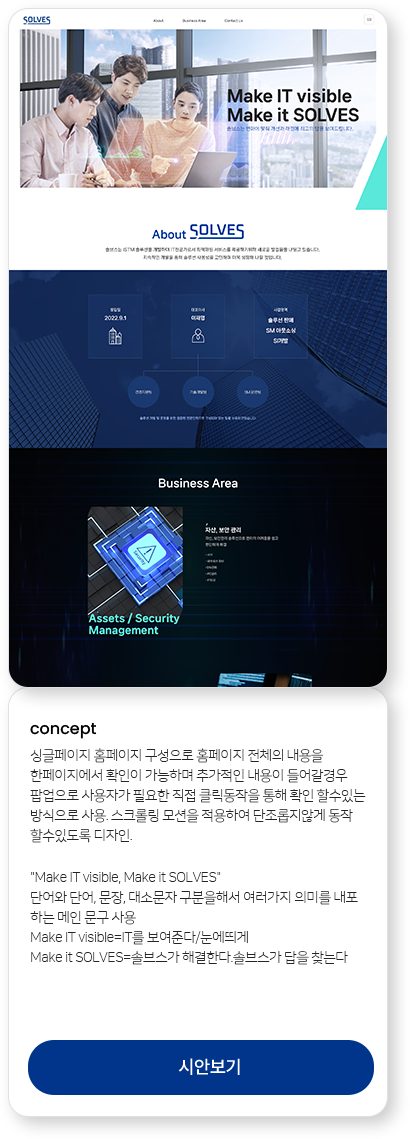 SOLVES
About
Business Area
Contact Us
Make IT visible
Make it SOLVES
About SOLVES
설립일
2022.9.1
대표이사
이재영
사업영역
솔루션 판매
SM 아웃소싱
SI개발
Business Area
Security
Assets / Security
Management
자산, 보안 관리
concept
싱글페이지 홈페이지 구성으로 홈페이지 전체의 내용을
한페이지에서 확인이 가능하며 추가적인 내용이 들어갈경우
팝업으로 사용자가 필요한 직접 클릭동작을 통해 확인 할수있는
방식으로 사용. 스크롤링 모션을 적용하여 단조롭지않게 동작
할수있도록 디자인.
"Make IT visible, Make it SOLVES"
단어와 단어, 문장, 대소문자 구분을해서 여러가지 의미를 내포
하는 메인 문구 사용
Make IT visible=IT를 보여준다/눈에띄게
Make it SOLVES=솔브스가 해결한다.솔브스가 답을 찾는다
시안보기